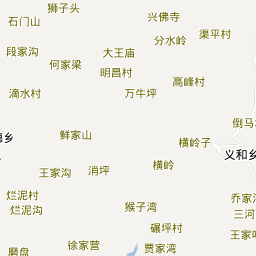 狮子头
兴佛寺
石门山
渠平村
分水岭
段家沟
大王庙
何家梁
明昌村
高峰村
滴水村
万牛坪
倒马
鲜家山
乡
横岭子
义和乡
横岭
王家沟
消坪
烂泥村
乔家
烂泥沟
猴子湾
三河
碾坪村
王家
徐家营
贾家湾
磨盘